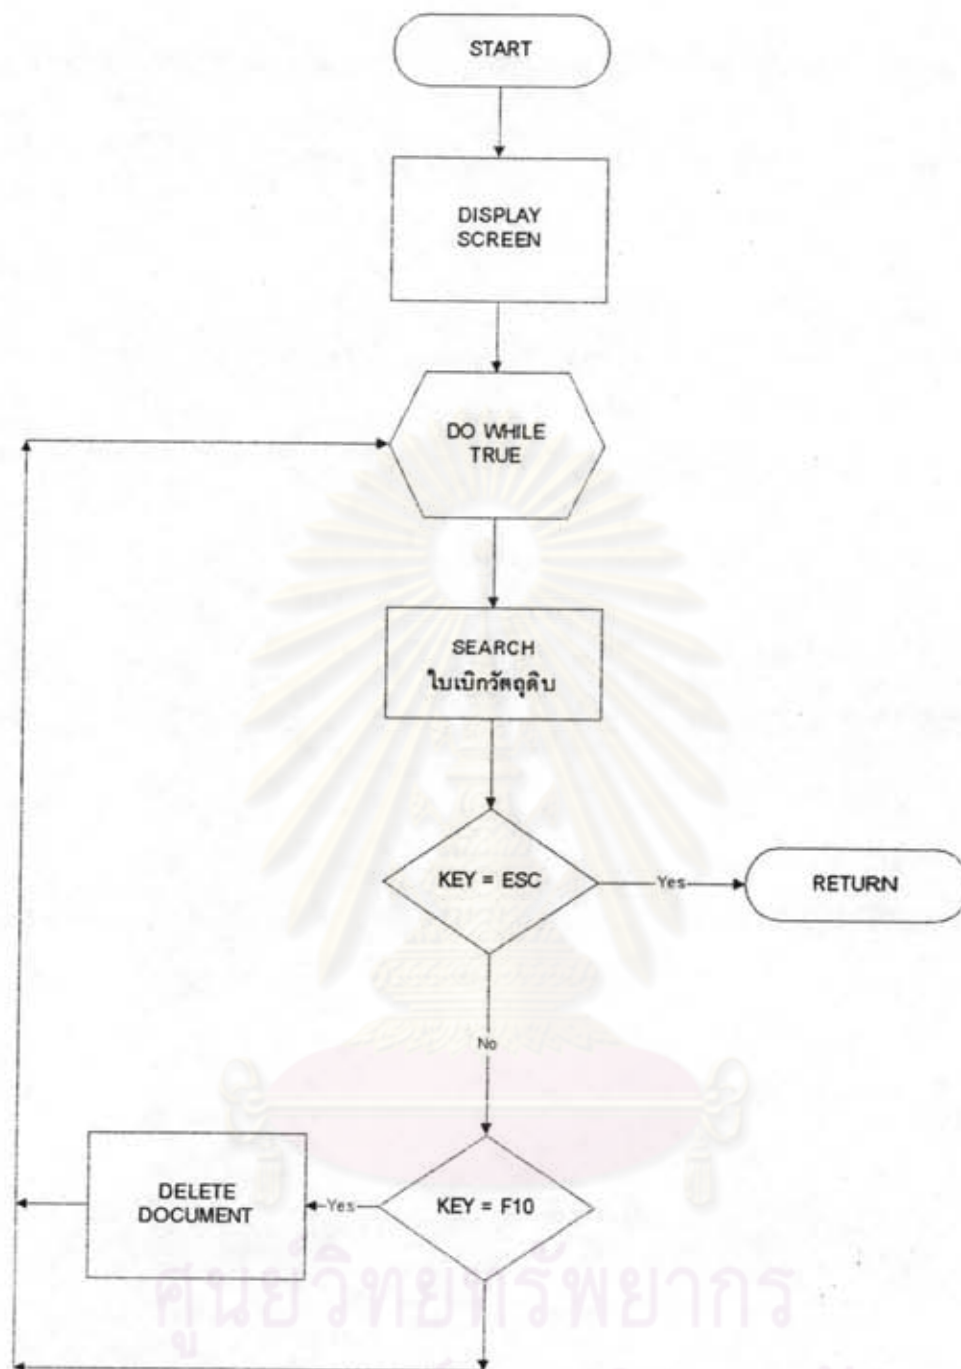 START
DISPLAY
SCREEN
DO WHILE
TRUE
SEARCH
ใบเบิกวัตถุดิบ
KEY = ESC
Yes
RETURN
No
DELETE
DOCUMENT
Yes
KEY = F10
ศูนย์วิทยทรัพยากร